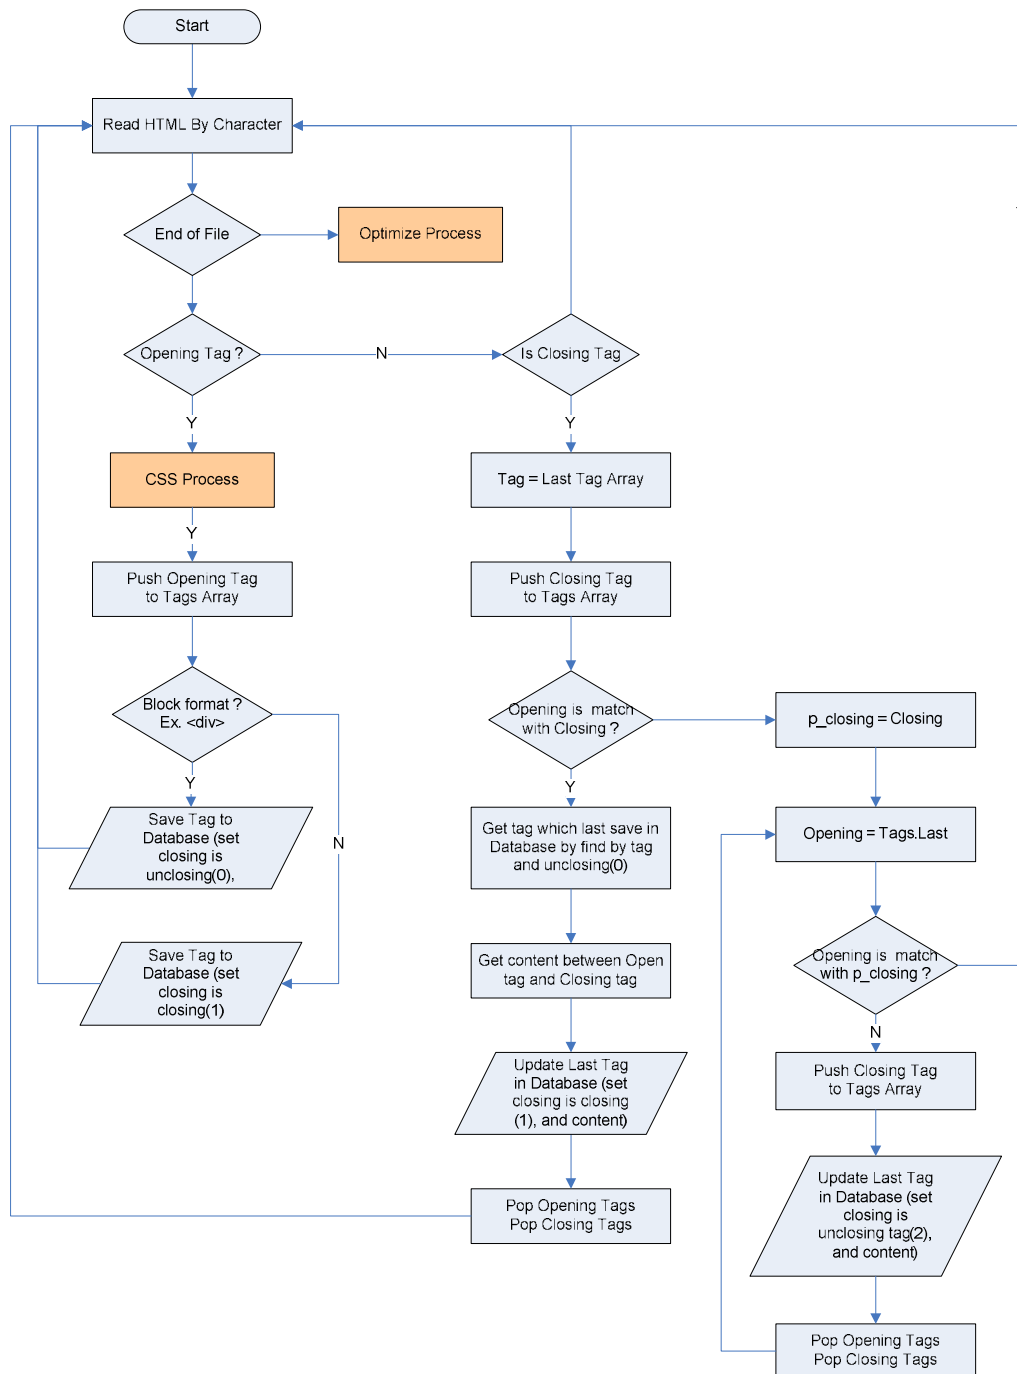 Start
Read HTML By Character
End of File
Optimize Process
Opening Tag ?
N
Is Closing Tag
Y
Y
CSS Process
Tag = Last Tag Array
Y
Push Opening Tag
to Tags Array
Push Closing Tag
to Tags Array
Block format ?
Ex. <div>
Opening is match
with Closing ?
p_closing = Closing
Y
Y
Save Tag to
Database (set
closing is
unclosing(0),
N
Get tag which last save in
Database by find by tag
and unclosing(0)
Opening = Tags.Last
Save Tag to
Database (set
closing is
closing(1)
Get content between Open
tag and Closing tag
Opening is match
with p_closing ?
N
Update Last Tag
in Database (set
closing is closing
(1), and content)
Push Closing Tag
to Tags Array
Pop Opening Tags
Pop Closing Tags
Update Last Tag
in Database (set
closing is
unclosing tag(2),
and content)
Pop Opening Tags
Pop Closing Tags